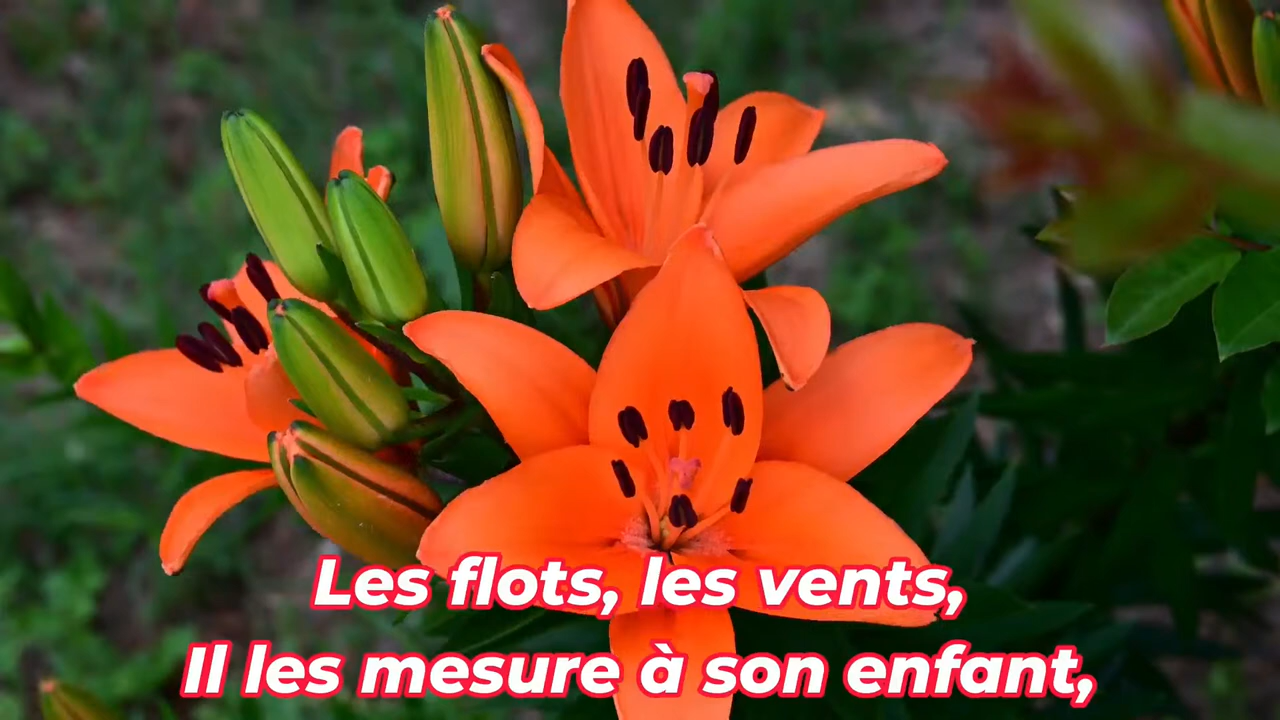 Les flots, les vents,
Il les mesure à son enfant,